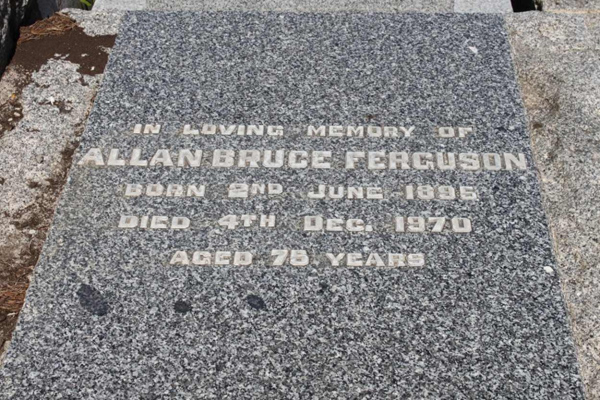 IN LOVING MEMORY OF
ALLAN BRUCE FERGUSON
BORN 2ND JUNE 1895
DIED 4TH DEC. 1970
AGED 75 YEARS